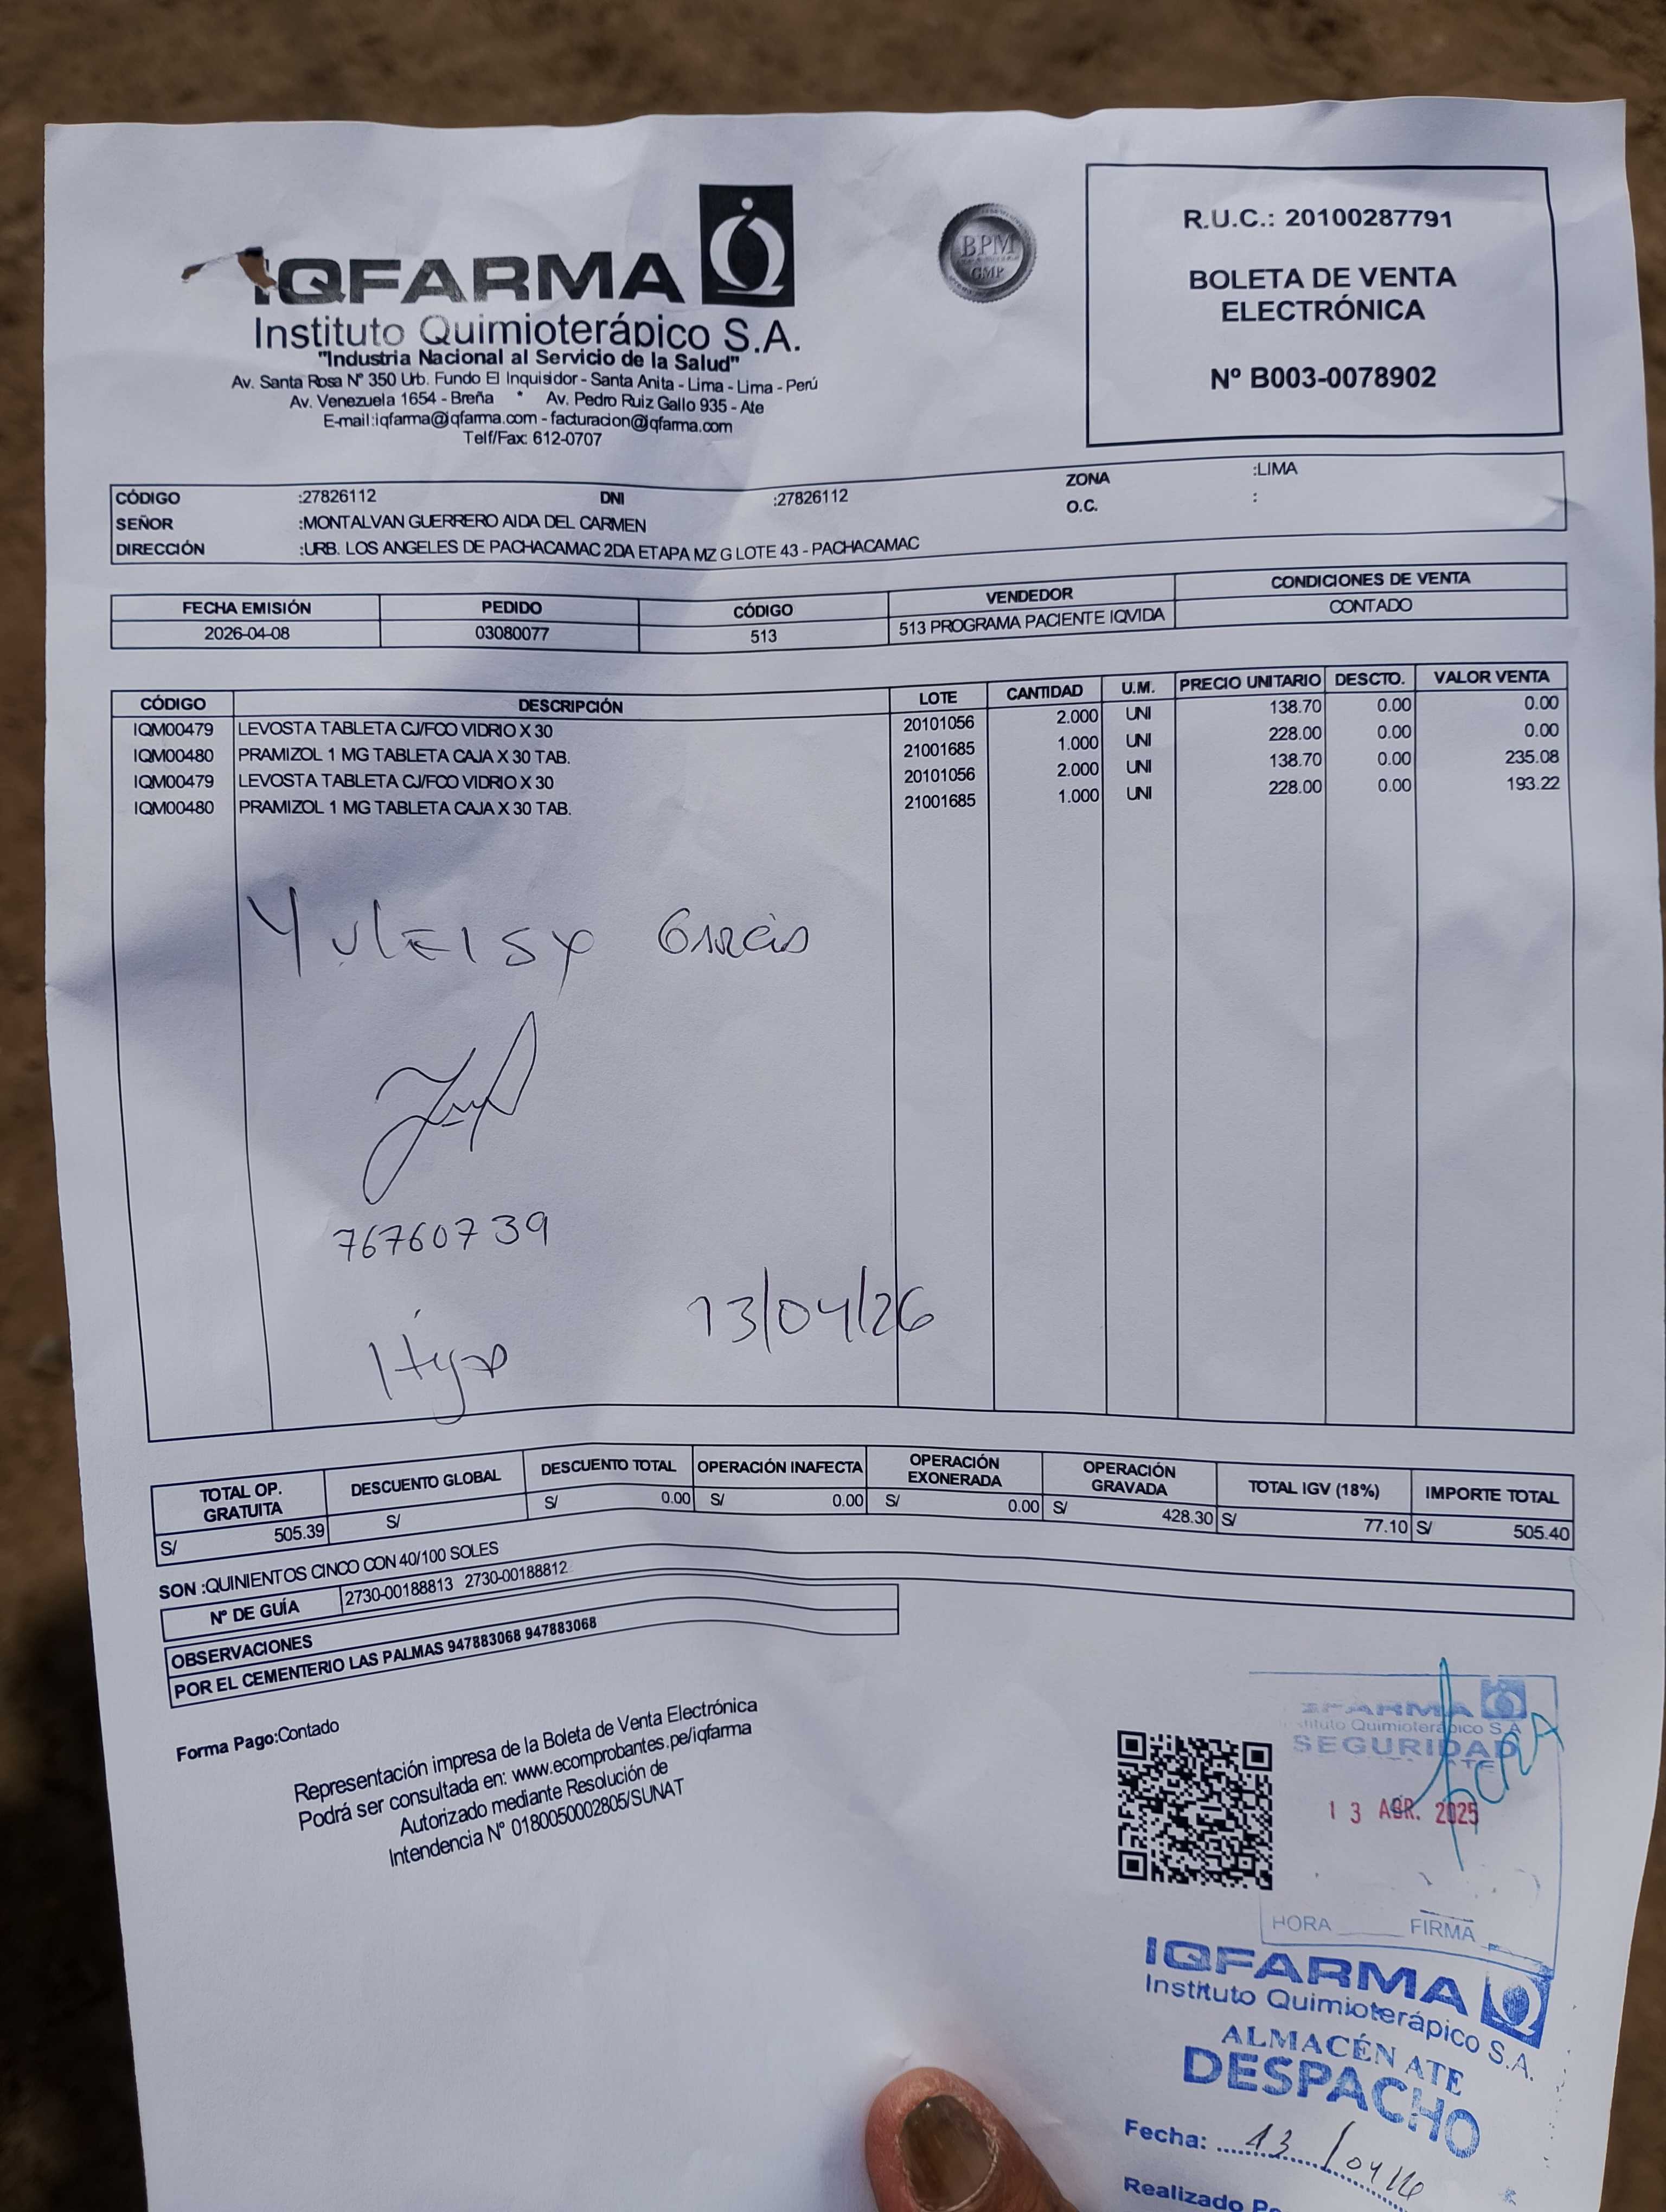 IQFARMA
Instituto Quimioterápico S.A.
"Industria Nacional al Servicio de la Salud"
Av. Santa Rosa Nº 350 Urb. Fundo El Inquisidor - Santa Anita - Lima - Lima - Perú
Av. Venezuela 1654 - Breña * Av. Pedro Ruiz Gallo 935 - Ate
E-mail:iqfarma@iqfarma.com - facturacion@iqfarma.com
Telf/Fax: 612-0707
BPM
GMP
R.U.C.: 20100287791
BOLETA DE VENTA
ELECTRÓNICA
Nº B003-0078902
CÓDIGO :27826112 DNI :27826112 ZONA :LIMA
SEÑOR :MONTALVAN GUERRERO AIDA DEL CARMEN O.C. :
DIRECCIÓN :URB. LOS ANGELES DE PACHACAMAC 2DA ETAPA MZ G LOTE 43 - PACHACAMAC
FECHA EMISIÓN PEDIDO CÓDIGO VENDEDOR CONDICIONES DE VENTA
2026-04-08 03080077 513 513 PROGRAMA PACIENTE IQVIDA CONTADO
CÓDIGO DESCRIPCIÓN LOTE CANTIDAD U.M. PRECIO UNITARIO DESCTO. VALOR VENTA
IQM00479 LEVOSTA TABLETA CJ/FCO VIDRIO X 30 20101056 2.000 UNI 138.70 0.00 0.00
IQM00480 PRAMIZOL 1 MG TABLETA CAJA X 30 TAB. 21001685 1.000 UNI 228.00 0.00 0.00
IQM00479 LEVOSTA TABLETA CJ/FCO VIDRIO X 30 20101056 2.000 UNI 138.70 0.00 235.08
IQM00480 PRAMIZOL 1 MG TABLETA CAJA X 30 TAB. 21001685 1.000 UNI 228.00 0.00 193.22
Yuleisy García
76760739
13/04/26
Hija
TOTAL OP. GRATUITA DESCUENTO GLOBAL DESCUENTO TOTAL OPERACIÓN INAFECTA OPERACIÓN EXONERADA OPERACIÓN GRAVADA TOTAL IGV (18%) IMPORTE TOTAL
S/ 505.39 S/ S/ 0.00 S/ 0.00 S/ 0.00 S/ 428.30 S/ 77.10 S/ 505.40
SON :QUINIENTOS CINCO CON 40/100 SOLES
Nº DE GUÍA 2730-00188813 2730-00188812
OBSERVACIONES
POR EL CEMENTERIO LAS PALMAS 947883068 947883068
Forma Pago:Contado
Representación impresa de la Boleta de Venta Electrónica
Podrá ser consultada en: www.ecomprobantes.pe/iqfarma
Autorizado mediante Resolución de
Intendencia N° 0180050002805/SUNAT
IQFARMA
Instituto Quimioterápico S.A
SEGURIDAD
13 ABR. 2025
HORA FIRMA
IQFARMA
Instituto Quimioterápico S.A.
ALMACÉN ATE
DESPACHO
Fecha: 13/04/26
Realizado